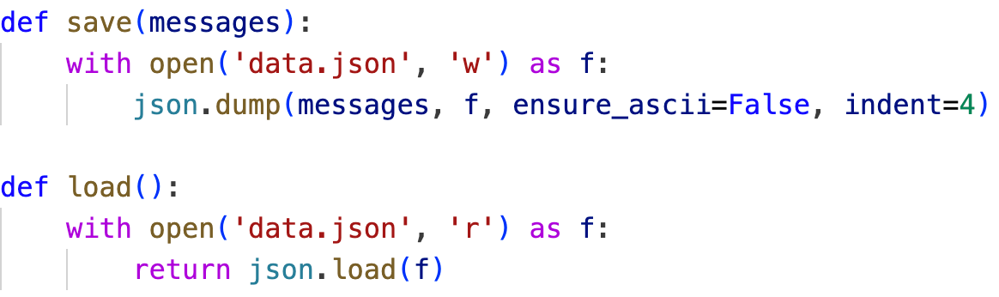 def save(messages):
    with open('data.json', 'w') as f:
        json.dump(messages, f, ensure_ascii=False, indent=4)

def load():
    with open('data.json', 'r') as f:
        return json.load(f)